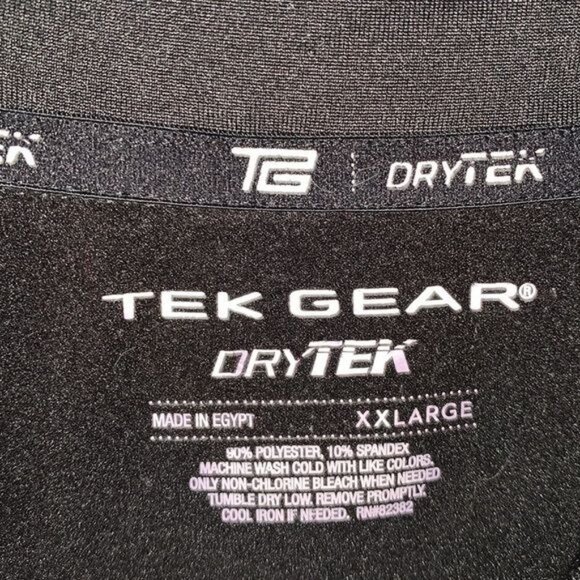 TEK TG DRYTEK
TEK GEAR®
DRYTEK
MADE IN EGYPT XXLARGE
90% POLYESTER, 10% SPANDEX
MACHINE WASH COLD WITH LIKE COLORS.
ONLY NON-CHLORINE BLEACH WHEN NEEDED
TUMBLE DRY LOW. REMOVE PROMPTLY.
COOL IRON IF NEEDED. RN#82382